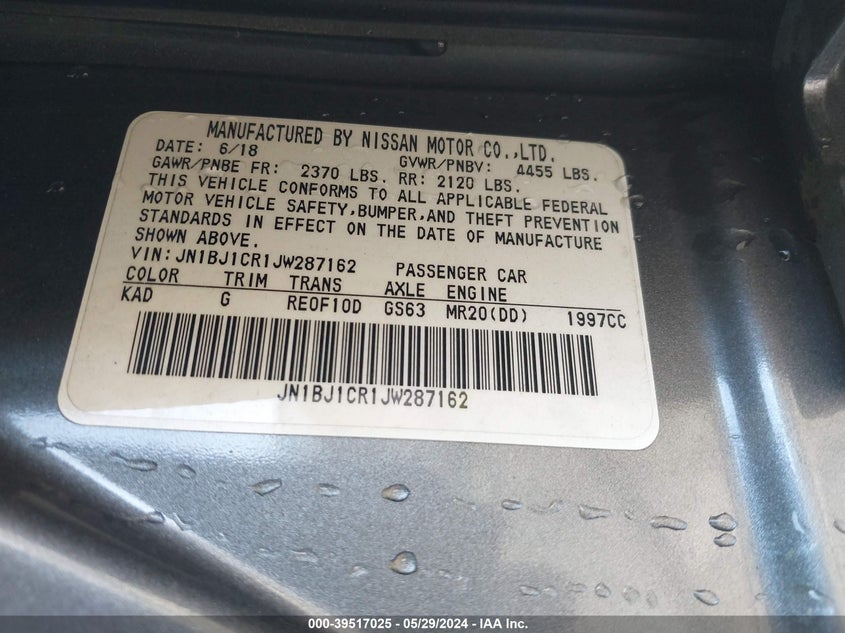 MANUFACTURED BY NISSAN MOTOR CO.,LTD.
DATE: 6/18 GVWR/PNBV: 4455 LBS.
GAWR/PNBE FR: 2370 LBS. RR: 2120 LBS.
THIS VEHICLE CONFORMS TO ALL APPLICABLE FEDERAL
MOTOR VEHICLE SAFETY,BUMPER,AND THEFT PREVENTION
STANDARDS IN EFFECT ON THE DATE OF MANUFACTURE
SHOWN ABOVE.
VIN:JN1BJ1CR1JW287162 PASSENGER CAR
COLOR TRIM TRANS AXLE ENGINE
KAD G RE0F10D GS63 MR20(DD) 1997CC
JN1BJ1CR1JW287162
000-39517025 - 05/29/2024 - IAA Inc.